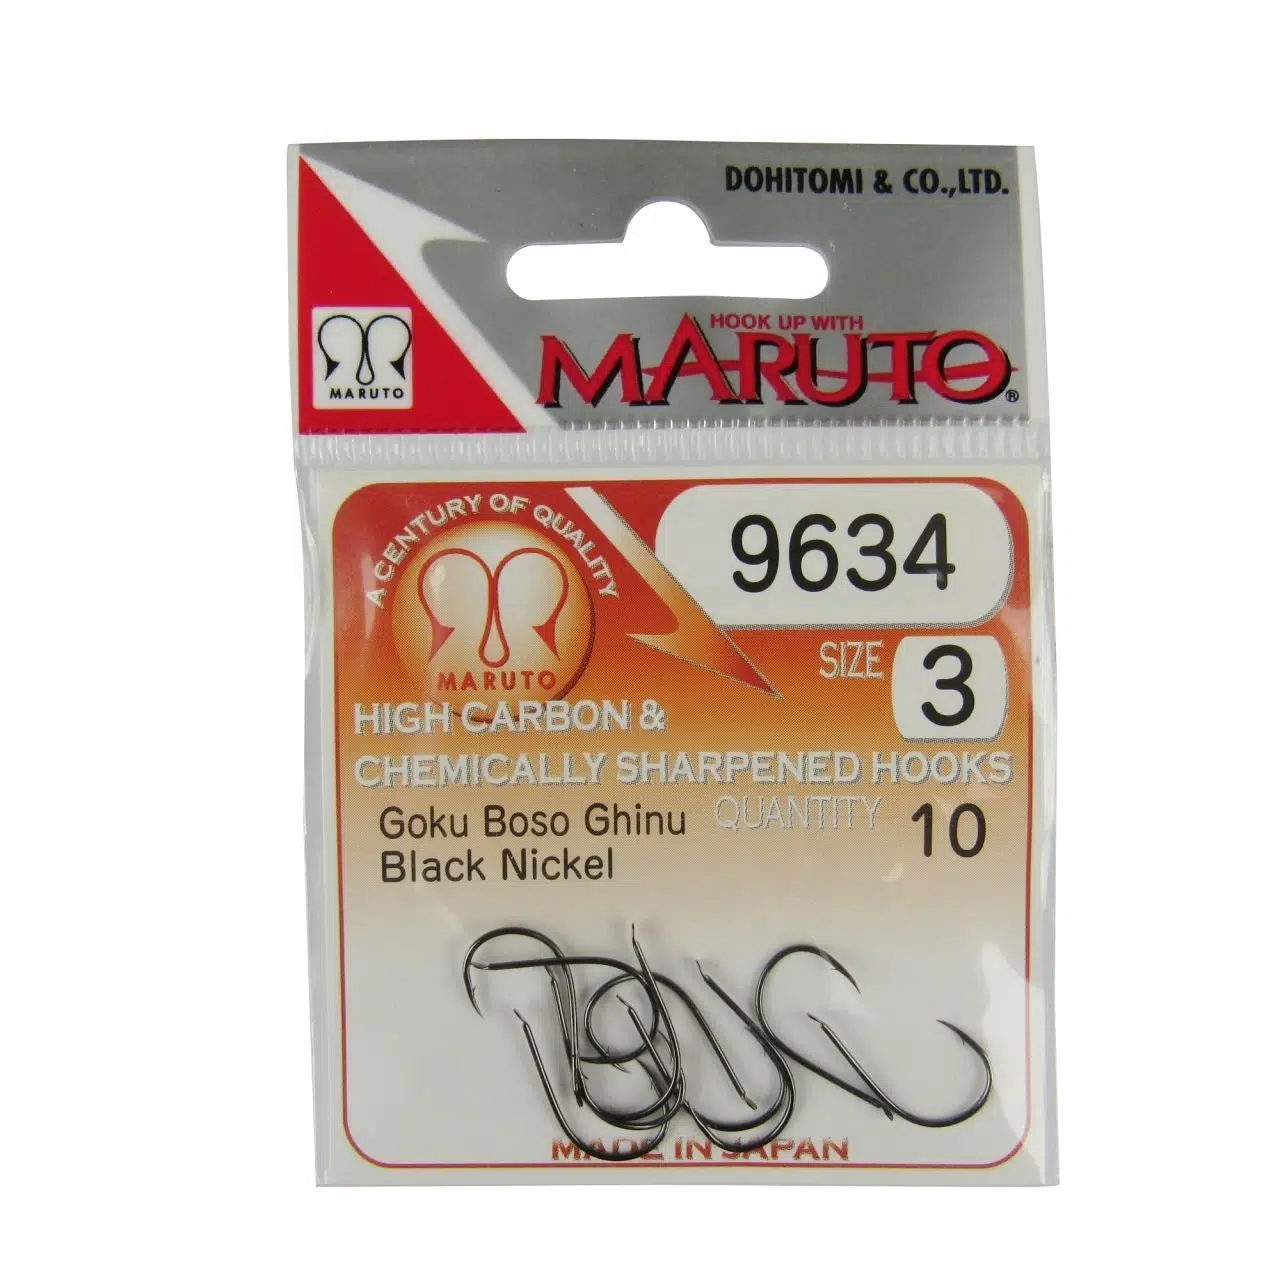 DOHITOMI & CO.,LTD.
HOOK UP WITH
MARUTO®
MARUTO
A CENTURY OF QUALITY
MARUTO
9634
SIZE 3
HIGH CARBON &
CHEMICALLY SHARPENED HOOKS
Goku Boso Ghinu
Black Nickel
QUANTITY 10
MADE IN JAPAN